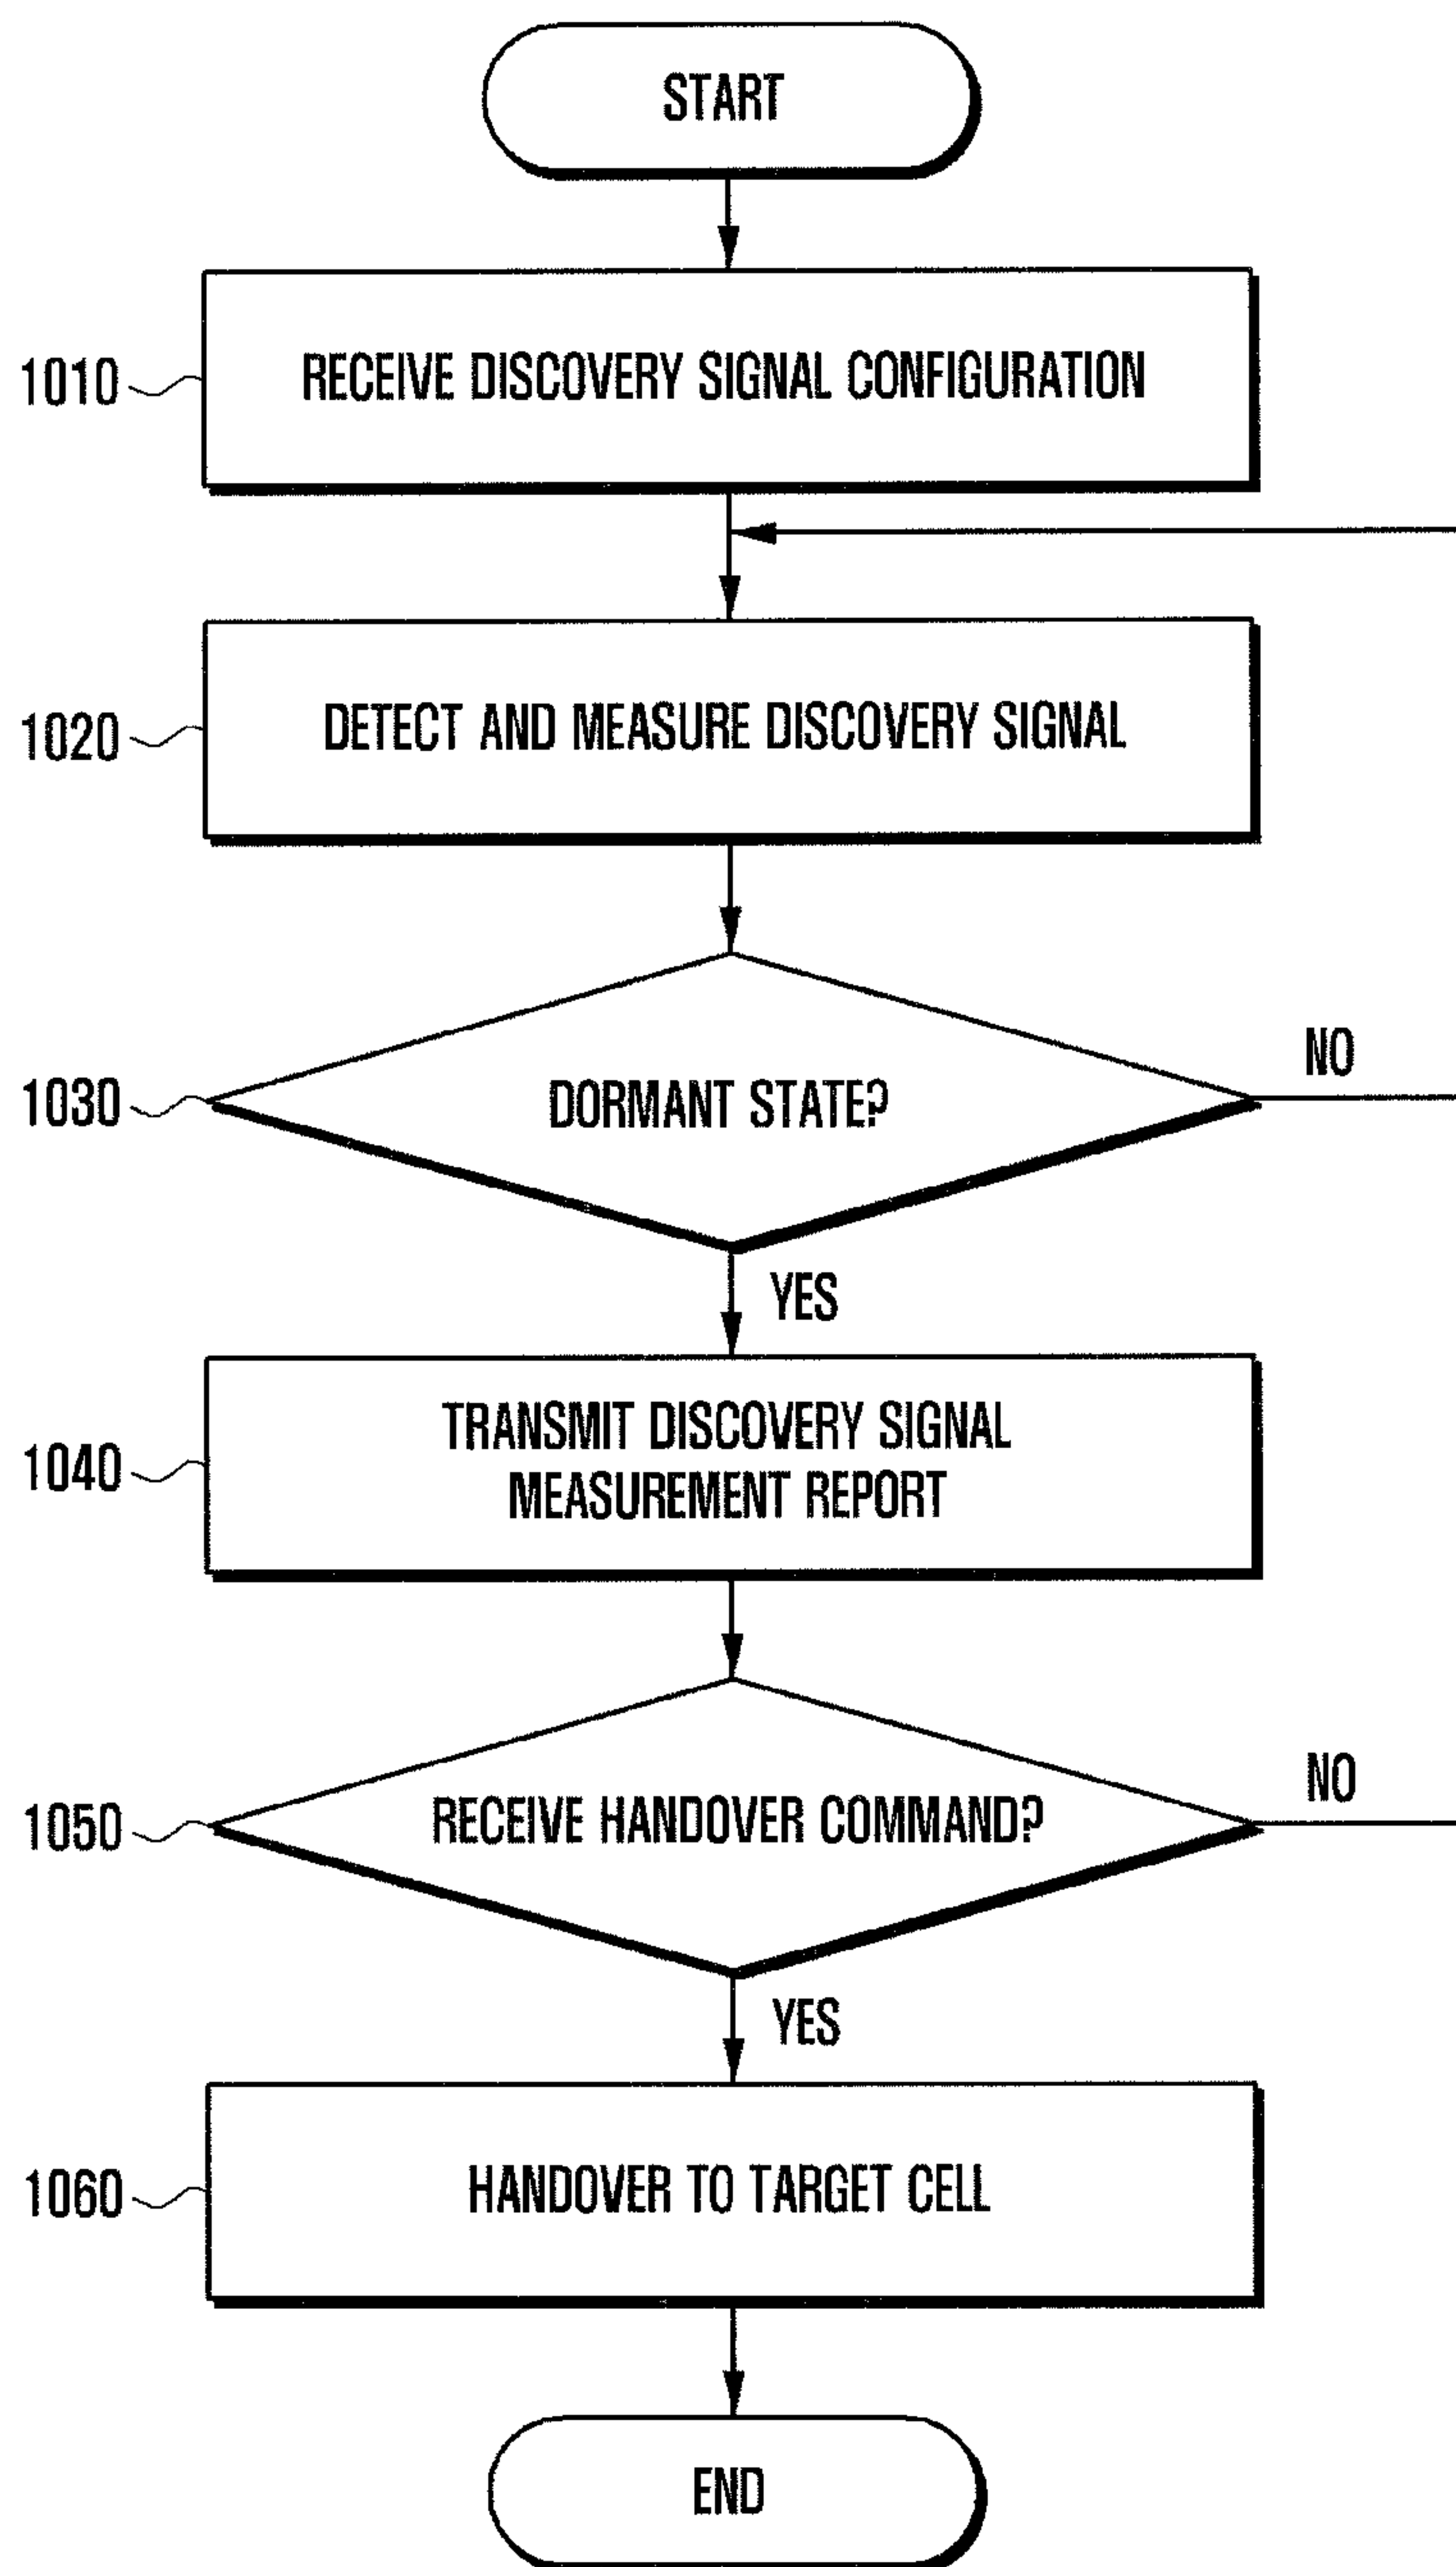 START
1010
RECEIVE DISCOVERY SIGNAL CONFIGURATION
1020
DETECT AND MEASURE DISCOVERY SIGNAL
1030
DORMANT STATE?
NO
YES
1040
TRANSMIT DISCOVERY SIGNAL
MEASUREMENT REPORT
1050
RECEIVE HANDOVER COMMAND?
NO
YES
1060
HANDOVER TO TARGET CELL
END